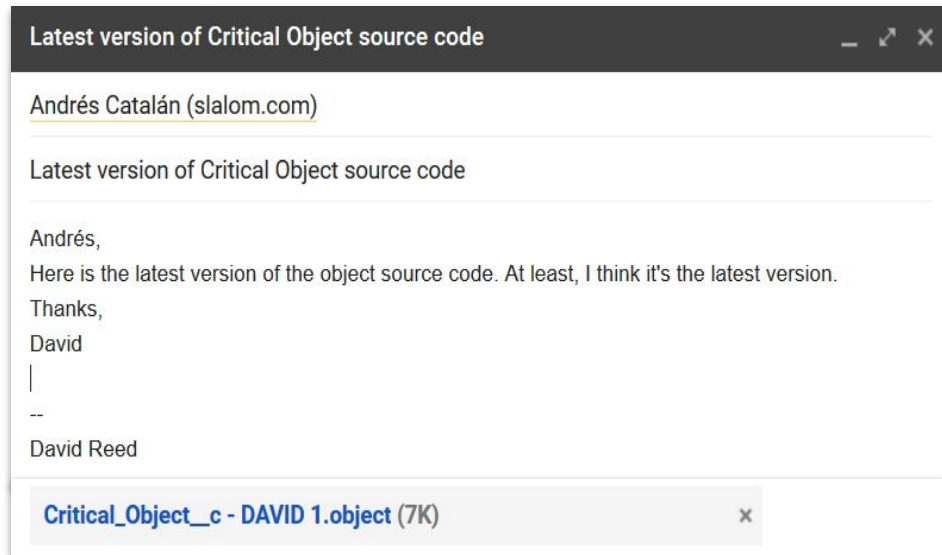 Latest version of Critical Object source code
Andrés Catalán (slalom.com)
Latest version of Critical Object source code
Andrés,
Here is the latest version of the object source code. At least, I think it's the latest version.
Thanks,
David
--
David Reed
Critical_Object__c - DAVID 1.object (7K)